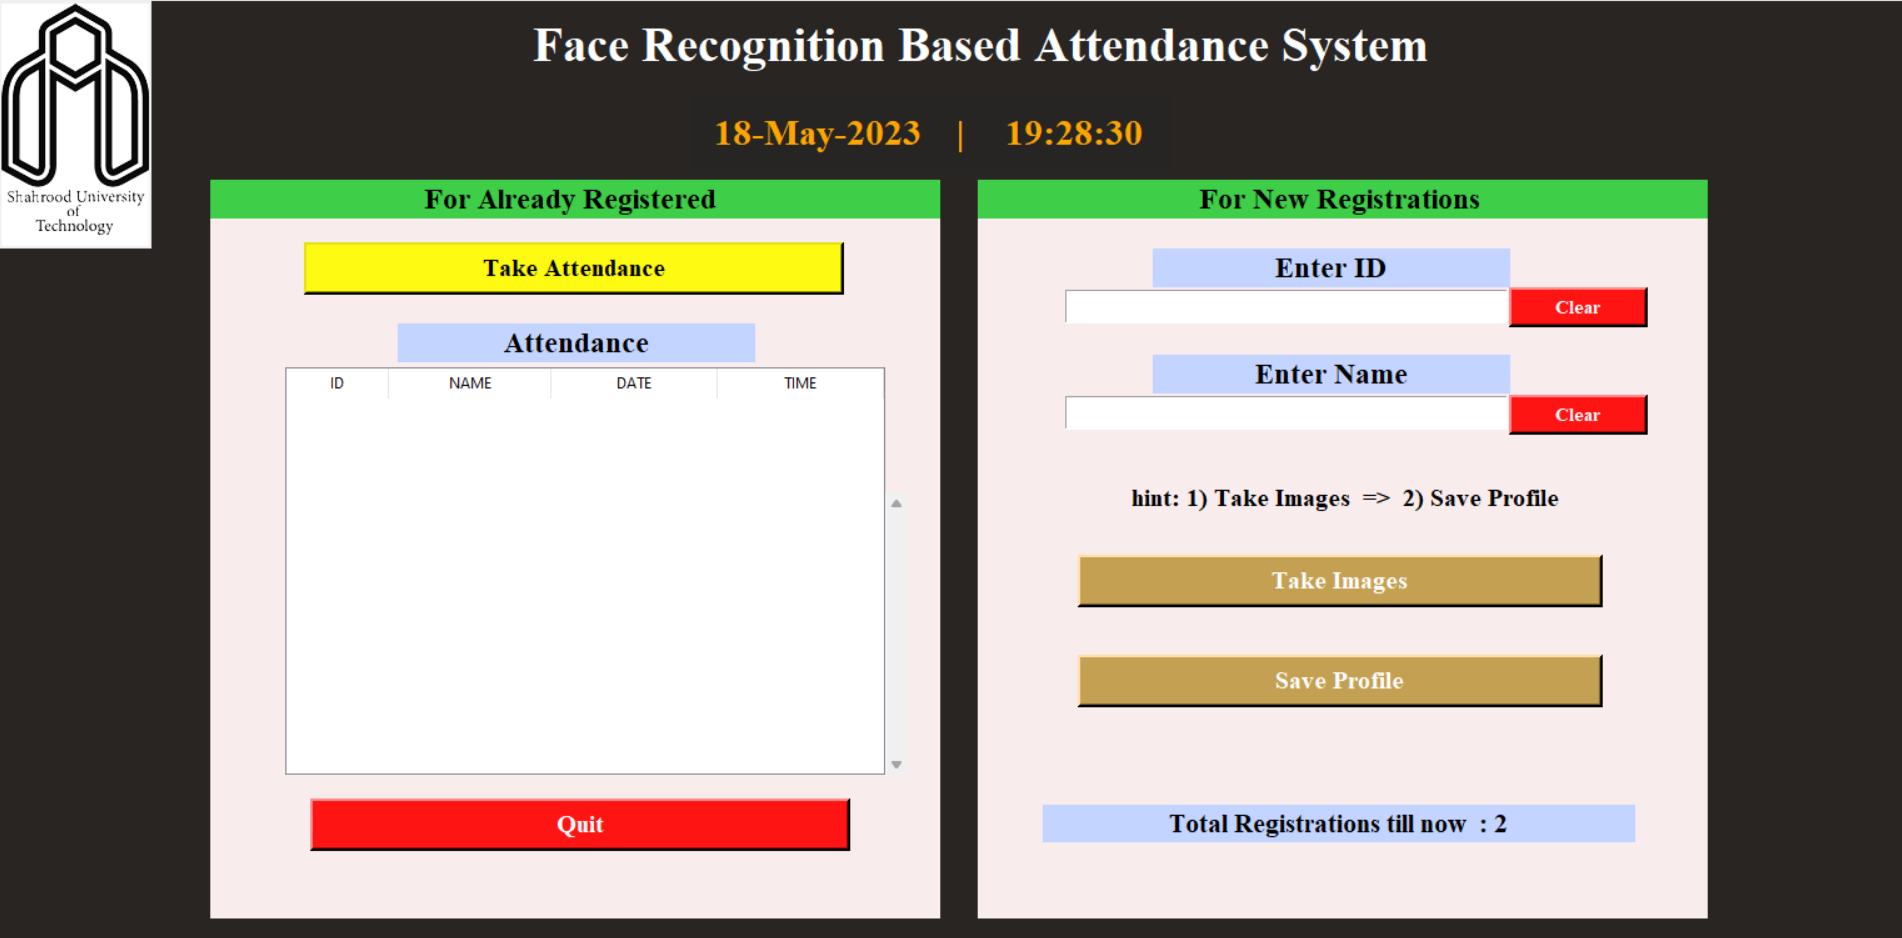 Face Recognition Based Attendance System
18-May-2023 | 19:28:30
Shahrood University
of
Technology
For Already Registered
Take Attendance
Attendance
ID NAME DATE TIME
Quit
For New Registrations
Enter ID
Clear
Enter Name
Clear
hint: 1) Take Images => 2) Save Profile
Take Images
Save Profile
Total Registrations till now : 2